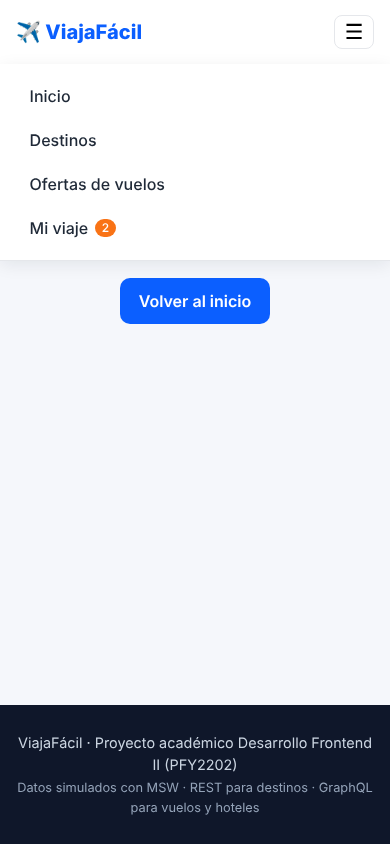 ViajaFácil
Inicio
Destinos
Ofertas de vuelos
Mi viaje 2
Volver al inicio
ViajaFácil · Proyecto académico Desarrollo Frontend
II (PFY2202)
Datos simulados con MSW · REST para destinos · GraphQL
para vuelos y hoteles